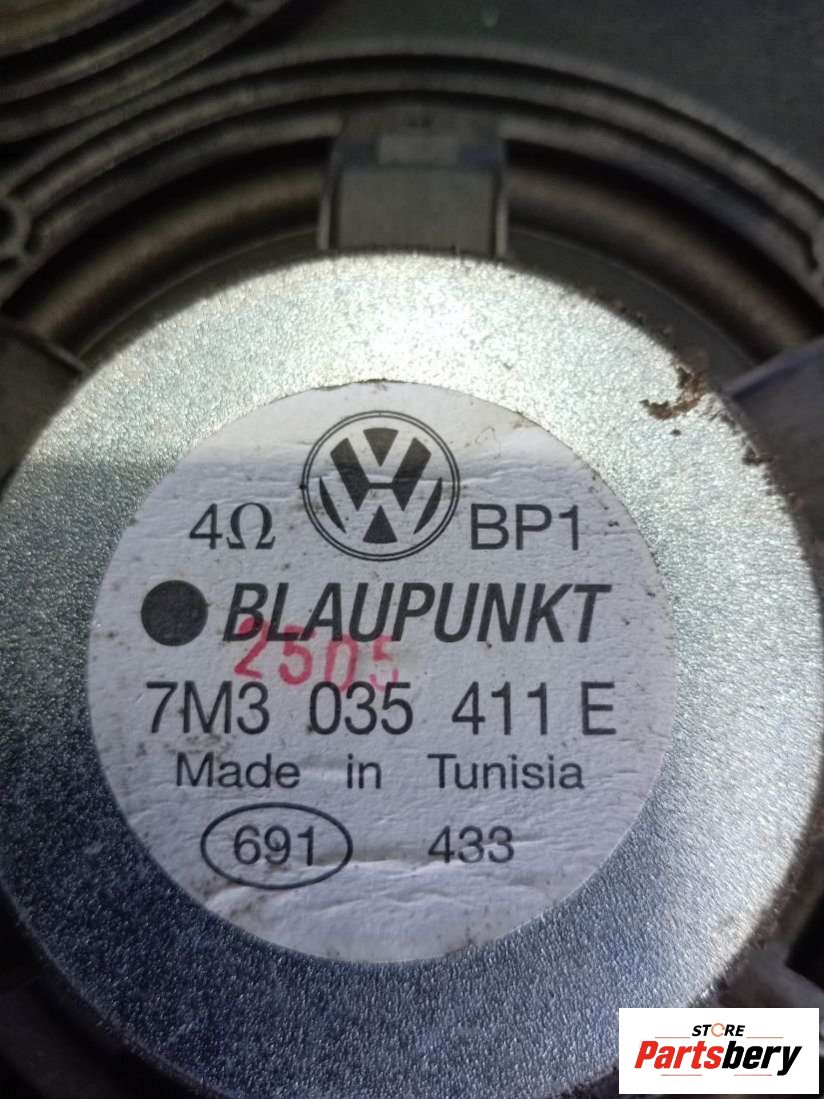 4Ω BP1
BLAUPUNKT
2505
7M3 035 411 E
Made in Tunisia
691 433
STORE
Partsbery